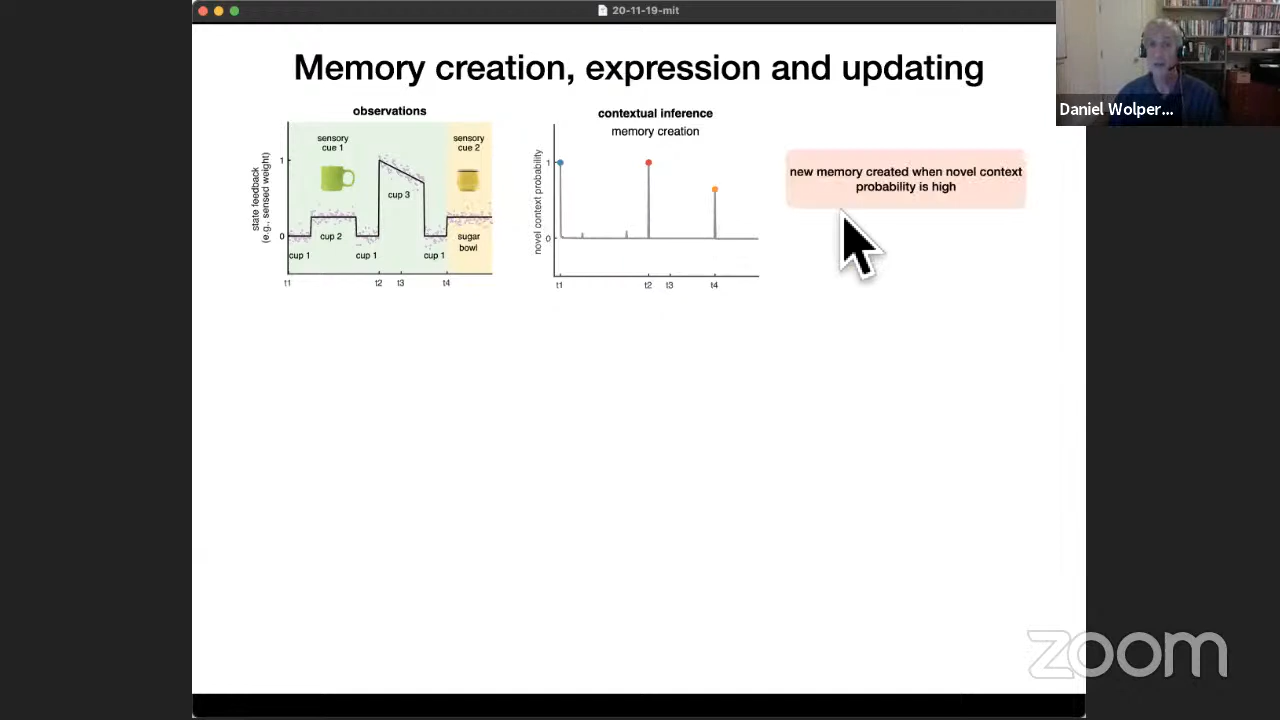 20-11-19-mit
Memory creation, expression and updating
Daniel Wolper...
observations
sensory
cue 1
sensory
cue 2
state feedback
(e.g., sensed weight)
1
0
cup 3
cup 2
sugar
bowl
cup 1
cup 1
cup 1
t1
t2
t3
t4
contextual inference
memory creation
novel context probability
1
0
t1
t2
t3
t4
new memory created when novel context
probability is high
zoom